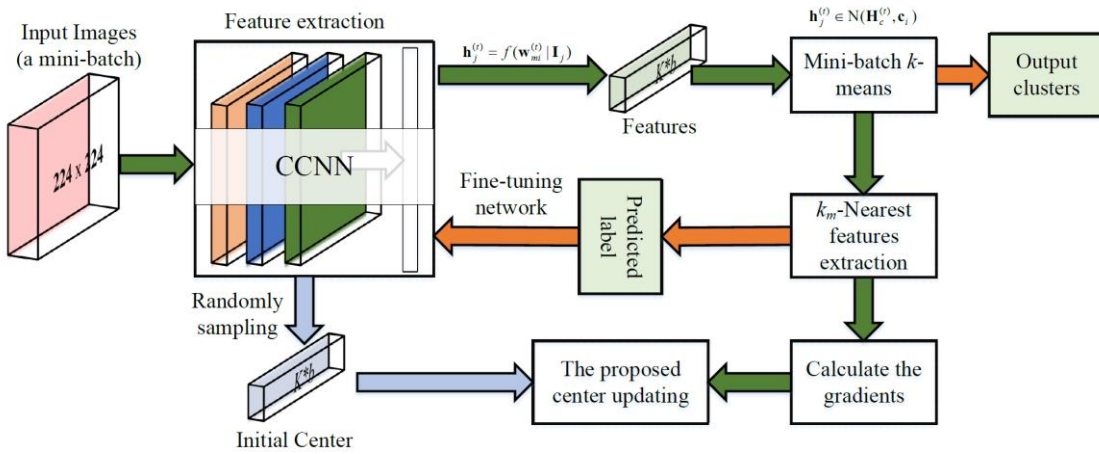 Input Images
(a mini-batch)
224 x 224
Feature extraction
CCNN
h_j^{(t)} = f(w_{mi}^{(t)} | I_j)
K*b
Features
h_j^{(t)} ∈ N(H_c^{(t)}, c_i)
Mini-batch k-
means
Output
clusters
Fine-tuning
network
Predicted
label
k_m-Nearest
features
extraction
Randomly
sampling
K*b
Initial Center
The proposed
center updating
Calculate the
gradients